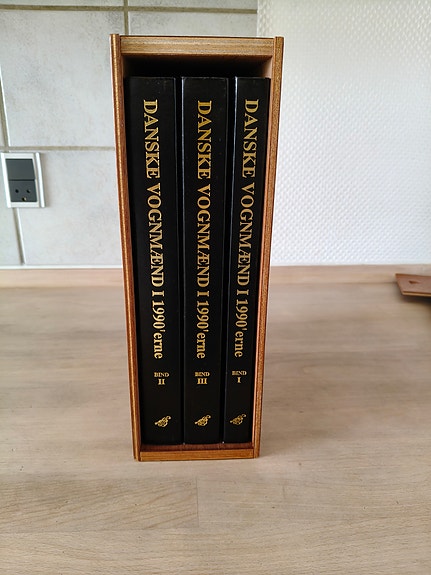 DANSKE VOGNMÆND I 1990'erne
BIND
II
DANSKE VOGNMÆND I 1990'erne
BIND
III
DANSKE VOGNMÆND I 1990'erne
BIND
I